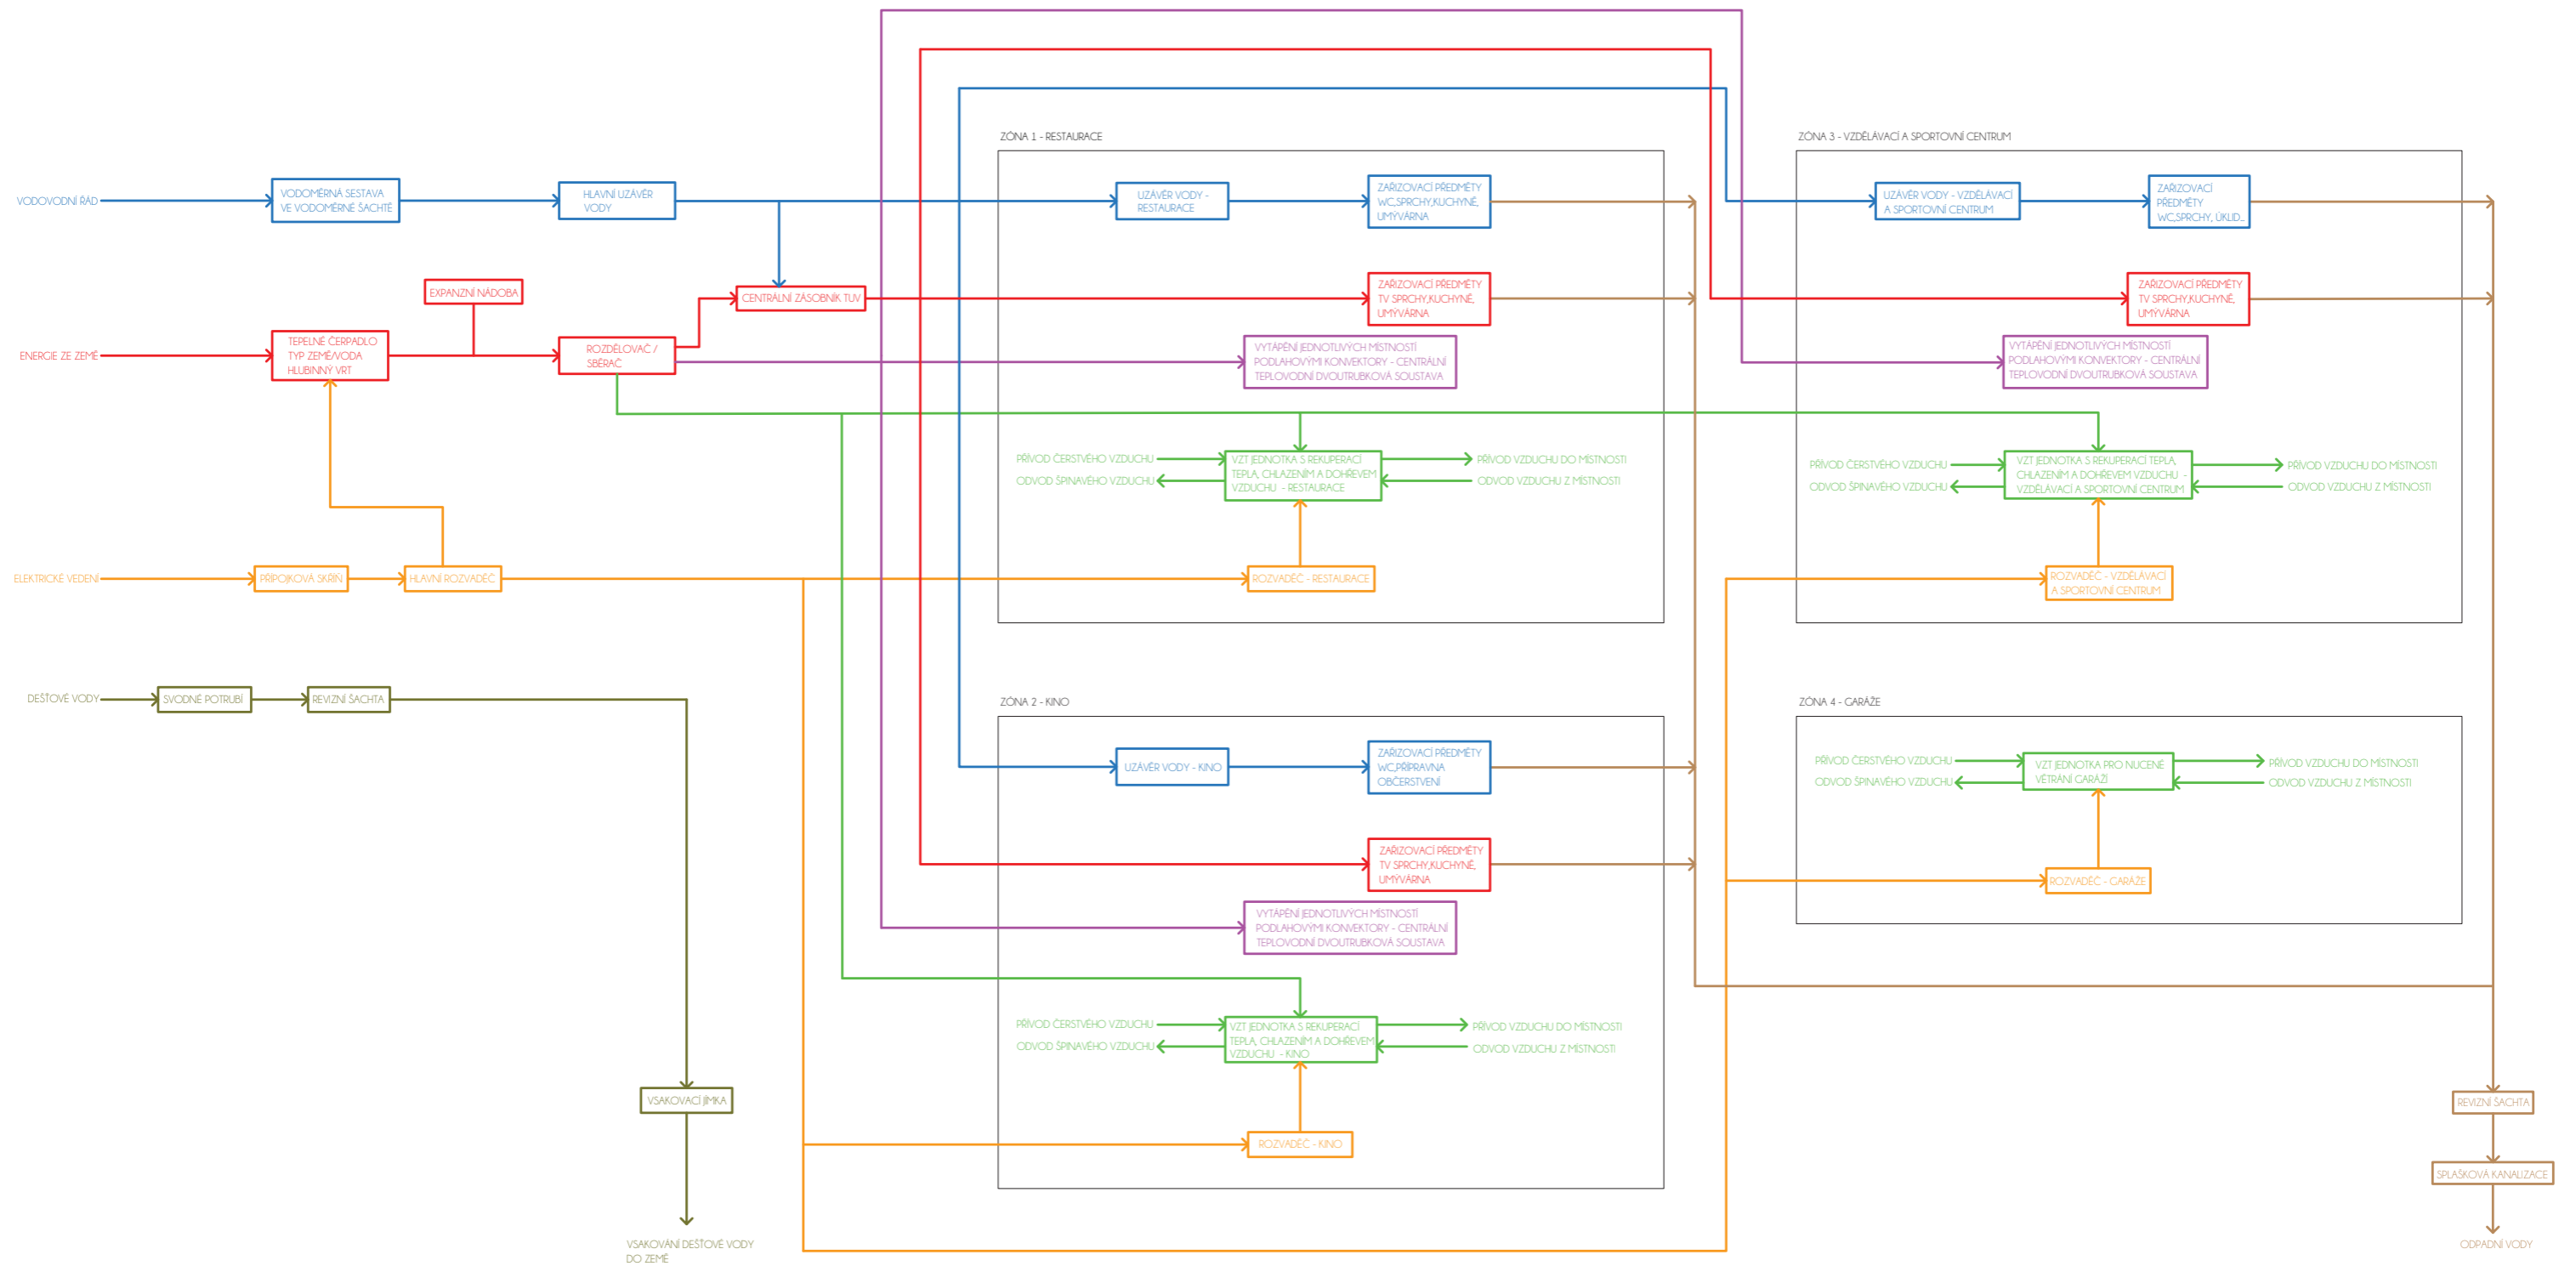 ZÓNA 1 - RESTAURACE
ZÓNA 3 - VZDĚLÁVACÍ A SPORTOVNÍ CENTRUM
VODOVODNÍ ŘÁD
VODOMĚRNÁ SESTAVA
VE VODOMĚRNÉ ŠACHTĚ
HLAVNÍ UZÁVĚR
VODY
UZÁVĚR VODY -
RESTAURACE
ZAŘIZOVACÍ PŘEDMĚTY
WC,SPRCHY,KUCHYNĚ,
UMÝVÁRNA
UZÁVĚR VODY - VZDĚLÁVACÍ
A SPORTOVNÍ CENTRUM
ZAŘIZOVACÍ
PŘEDMĚTY
WC,SPRCHY, ÚKLID...
EXPANZNÍ NÁDOBA
CENTRÁLNÍ ZÁSOBNÍK TUV
ZAŘIZOVACÍ PŘEDMĚTY
TV SPRCHY,KUCHYNĚ,
UMÝVÁRNA
ZAŘIZOVACÍ PŘEDMĚTY
TV SPRCHY,KUCHYNĚ,
UMÝVÁRNA
ENERGIE ZE ZEMĚ
TEPELNÉ ČERPADLO
TYP ZEMĚ/VODA
HLUBINNÝ VRT
ROZDĚLOVAČ /
SBĚRAČ
VYTÁPĚNÍ JEDNOTLIVÝCH MÍSTNOSTÍ
PODLAHOVÝMI KONVEKTORY - CENTRÁLNÍ
TEPLOVODNÍ DVOUTRUBKOVÁ SOUSTAVA
VYTÁPĚNÍ JEDNOTLIVÝCH MÍSTNOSTÍ
PODLAHOVÝMI KONVEKTORY - CENTRÁLNÍ
TEPLOVODNÍ DVOUTRUBKOVÁ SOUSTAVA
PŘÍVOD ČERSTVÉHO VZDUCHU
ODVOD ŠPINAVÉHO VZDUCHU
VZT JEDNOTKA S REKUPERACÍ
TEPLA, CHLAZENÍM A DOHŘEVEM
VZDUCHU - RESTAURACE
PŘÍVOD VZDUCHU DO MÍSTNOSTI
ODVOD VZDUCHU Z MÍSTNOSTI
PŘÍVOD ČERSTVÉHO VZDUCHU
ODVOD ŠPINAVÉHO VZDUCHU
VZT JEDNOTKA S REKUPERACÍ TEPLA,
CHLAZENÍM A DOHŘEVEM VZDUCHU -
VZDĚLÁVACÍ A SPORTOVNÍ CENTRUM
PŘÍVOD VZDUCHU DO MÍSTNOSTI
ODVOD VZDUCHU Z MÍSTNOSTI
ELEKTRICKÉ VEDENÍ
PŘÍPOJKOVÁ SKŘÍŇ
HLAVNÍ ROZVADĚČ
ROZVADĚČ - RESTAURACE
ROZVADĚČ - VZDĚLÁVACÍ
A SPORTOVNÍ CENTRUM
DEŠŤOVÉ VODY
SVODNÉ POTRUBÍ
REVIZNÍ ŠACHTA
ZÓNA 2 - KINO
ZÓNA 4 - GARÁŽE
UZÁVĚR VODY - KINO
ZAŘIZOVACÍ PŘEDMĚTY
WC,PŘÍPRAVNA
OBČERSTVENÍ
PŘÍVOD ČERSTVÉHO VZDUCHU
ODVOD ŠPINAVÉHO VZDUCHU
VZT JEDNOTKA PRO NUCENÉ
VĚTRÁNÍ GARÁŽÍ
PŘÍVOD VZDUCHU DO MÍSTNOSTI
ODVOD VZDUCHU Z MÍSTNOSTI
ZAŘIZOVACÍ PŘEDMĚTY
TV SPRCHY,KUCHYNĚ,
UMÝVÁRNA
ROZVADĚČ - GARÁŽE
VYTÁPĚNÍ JEDNOTLIVÝCH MÍSTNOSTÍ
PODLAHOVÝMI KONVEKTORY - CENTRÁLNÍ
TEPLOVODNÍ DVOUTRUBKOVÁ SOUSTAVA
PŘÍVOD ČERSTVÉHO VZDUCHU
ODVOD ŠPINAVÉHO VZDUCHU
VZT JEDNOTKA S REKUPERACÍ
TEPLA, CHLAZENÍM A DOHŘEVEM
VZDUCHU - KINO
PŘÍVOD VZDUCHU DO MÍSTNOSTI
ODVOD VZDUCHU Z MÍSTNOSTI
VSAKOVACÍ JÍMKA
REVIZNÍ ŠACHTA
ROZVADĚČ - KINO
SPLAŠKOVÁ KANALIZACE
VSAKOVÁNÍ DEŠŤOVÉ VODY
DO ZEMĚ
ODPADNÍ VODY